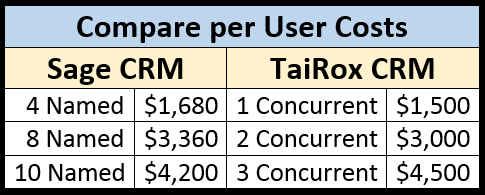 Compare per User Costs
Sage CRM TaiRox CRM
4 Named $1,680 1 Concurrent $1,500
8 Named $3,360 2 Concurrent $3,000
10 Named $4,200 3 Concurrent $4,500